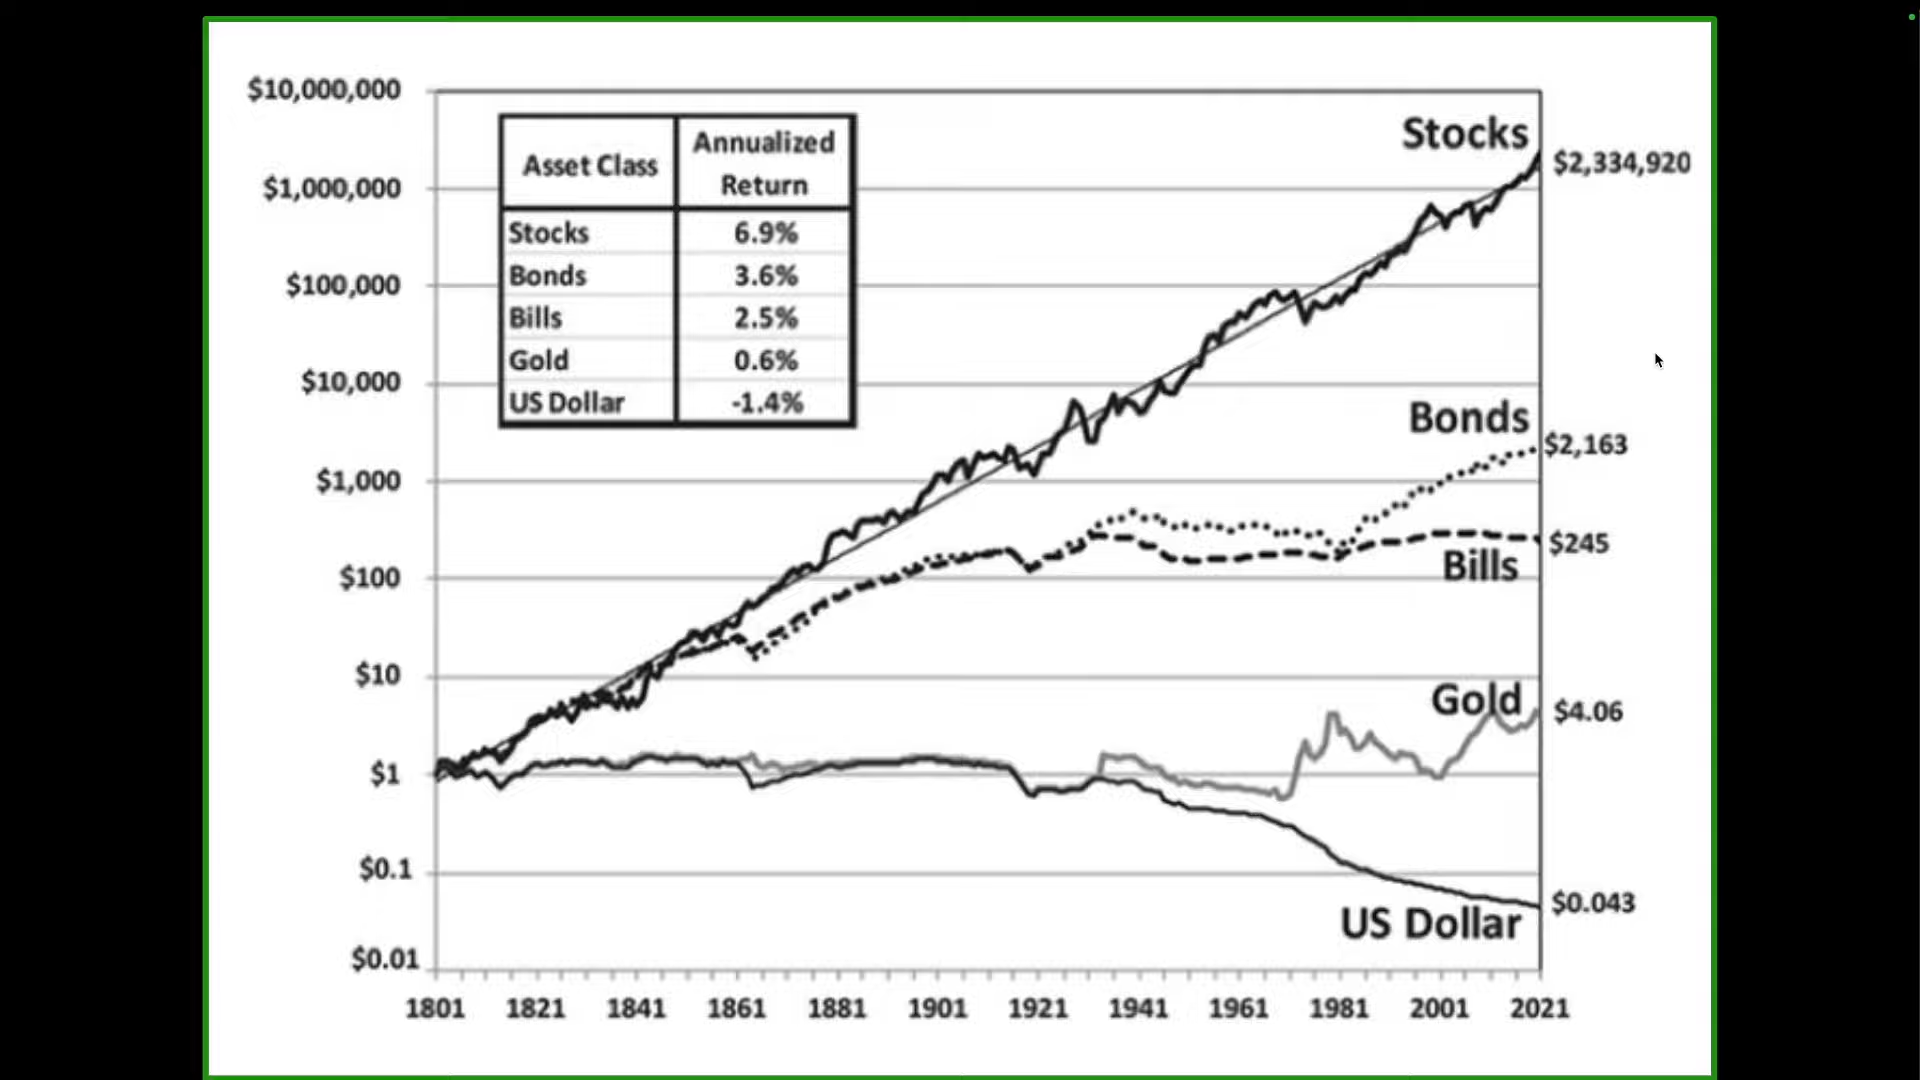 $10,000,000
$1,000,000
$100,000
$10,000
$1,000
$100
$10
$1
$0.1
$0.01
Asset Class Annualized Return
Stocks 6.9%
Bonds 3.6%
Bills 2.5%
Gold 0.6%
US Dollar -1.4%
Stocks
$2,334,920
Bonds
$2,163
$245
Bills
Gold
$4.06
$0.043
US Dollar
1801 1821 1841 1861 1881 1901 1921 1941 1961 1981 2001 2021